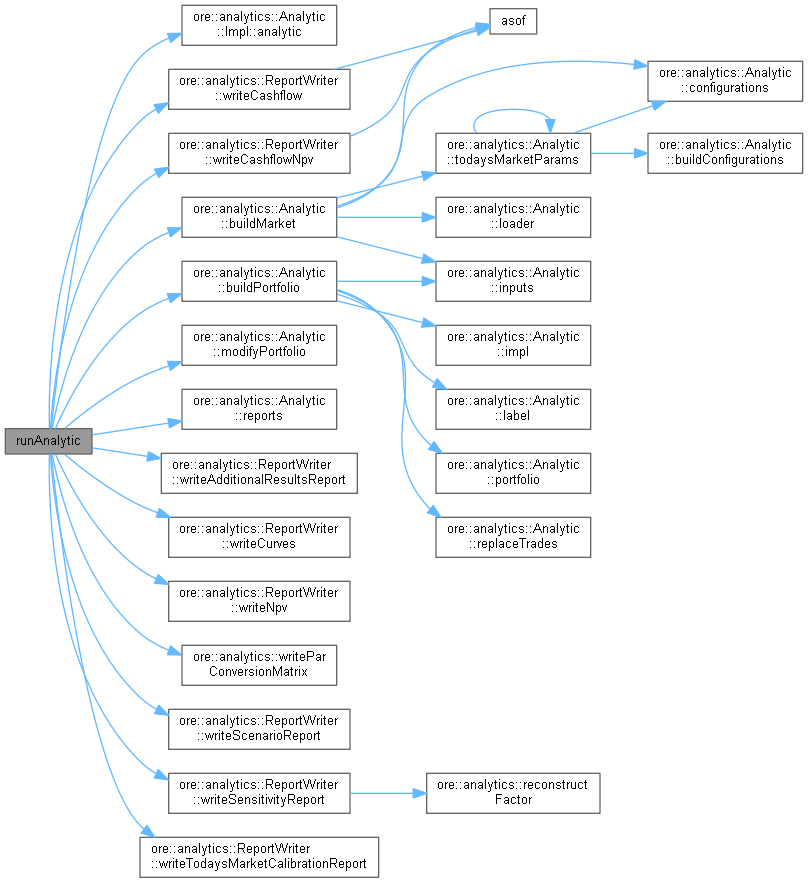 runAnalytic
ore::analytics::Analytic
::Impl::analytic
ore::analytics::ReportWriter
::writeCashflow
ore::analytics::ReportWriter
::writeCashflowNpv
ore::analytics::Analytic
::buildMarket
ore::analytics::Analytic
::buildPortfolio
ore::analytics::Analytic
::modifyPortfolio
ore::analytics::Analytic
::reports
ore::analytics::ReportWriter
::writeAdditionalResultsReport
ore::analytics::ReportWriter
::writeCurves
ore::analytics::ReportWriter
::writeNpv
ore::analytics::writePar
ConversionMatrix
ore::analytics::ReportWriter
::writeScenarioReport
ore::analytics::ReportWriter
::writeSensitivityReport
ore::analytics::ReportWriter
::writeTodaysMarketCalibrationReport
asof
ore::analytics::Analytic
::todaysMarketParams
ore::analytics::Analytic
::loader
ore::analytics::Analytic
::inputs
ore::analytics::Analytic
::impl
ore::analytics::Analytic
::label
ore::analytics::Analytic
::portfolio
ore::analytics::Analytic
::replaceTrades
ore::analytics::reconstruct
Factor
ore::analytics::Analytic
::configurations
ore::analytics::Analytic
::buildConfigurations